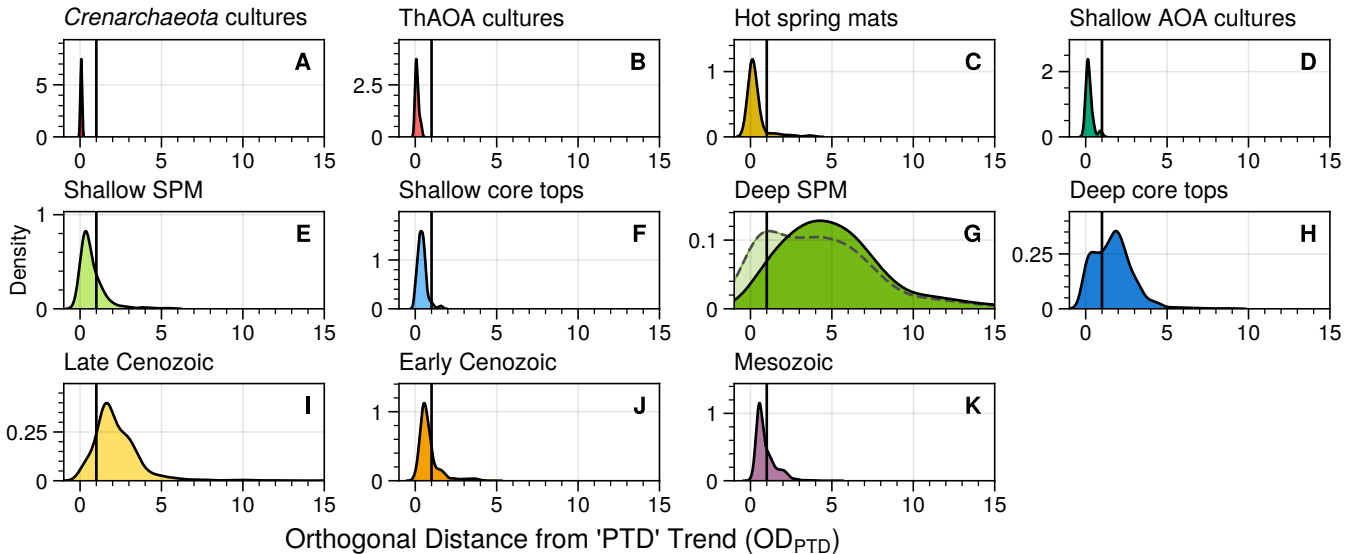 Crenarchaeota cultures
ThAOA cultures
Hot spring mats
Shallow AOA cultures
A
B
C
D
5
0
2.5
0
1
0
2
0
0 5 10 15
0 5 10 15
0 5 10 15
0 5 10 15
Shallow SPM
Shallow core tops
Deep SPM
Deep core tops
Density
E
F
G
H
1
0
1
0
0.1
0
0.25
0
0 5 10 15
0 5 10 15
0 5 10 15
0 5 10 15
Late Cenozoic
Early Cenozoic
Mesozoic
I
J
K
0.25
0
1
0
1
0
0 5 10 15
0 5 10 15
0 5 10 15
Orthogonal Distance from 'PTD' Trend (OD_PTD)